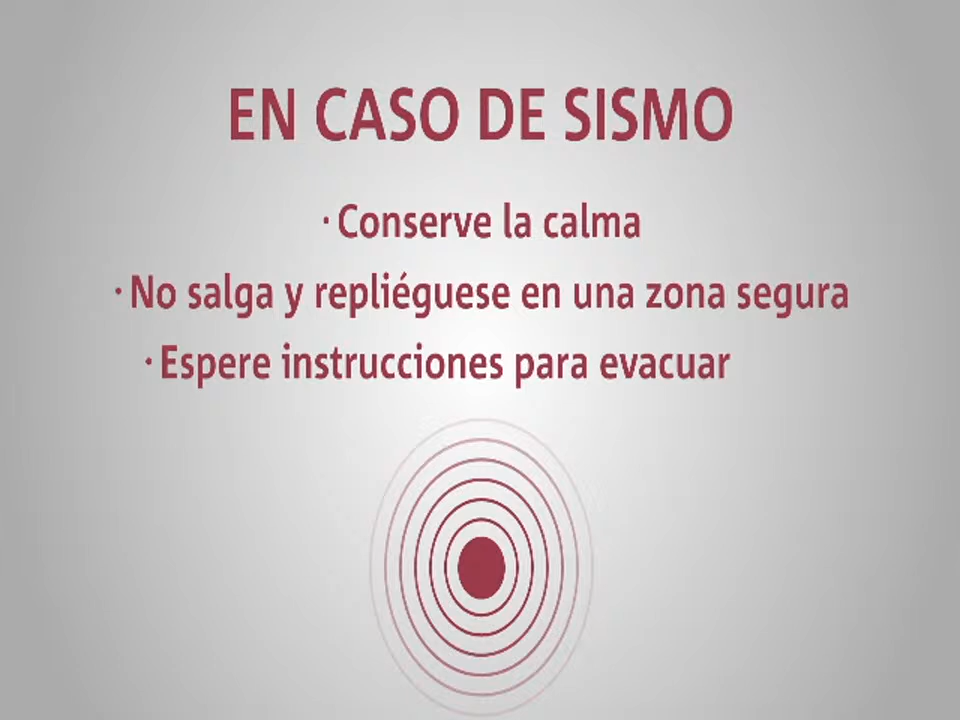 EN CASO DE SISMO
· Conserve la calma
· No salga y repliéguese en una zona segura
· Espere instrucciones para evacuar